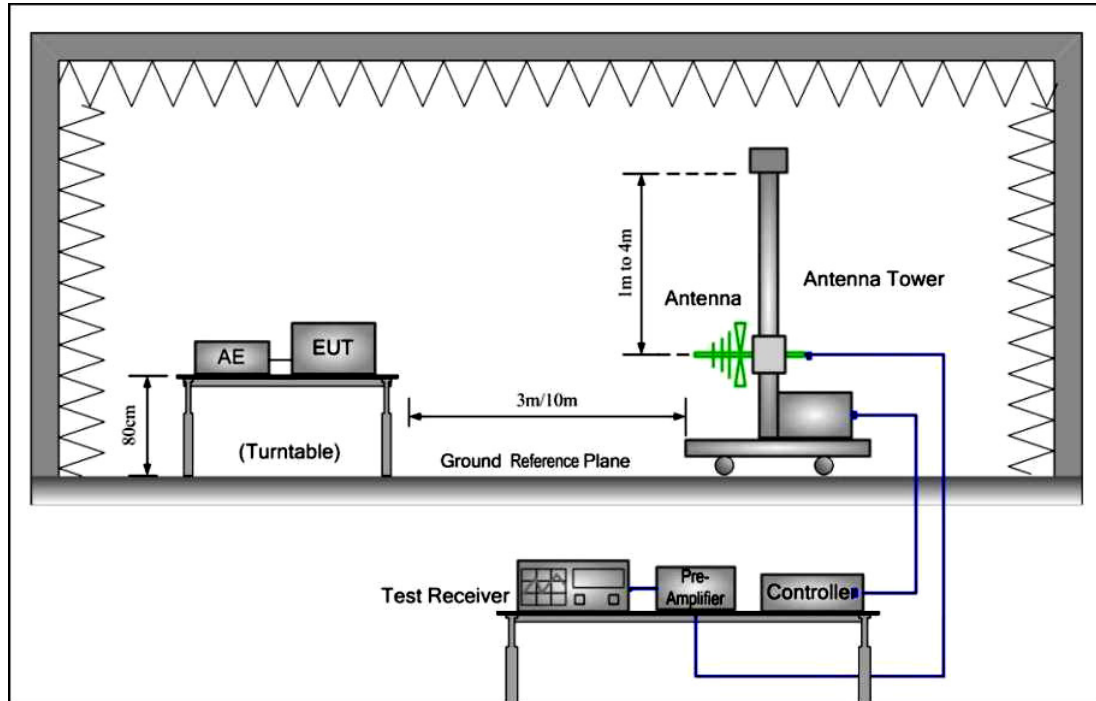 1m to 4m
Antenna Tower
Antenna
AE
EUT
3m/10m
80cm
(Turntable)
Ground Reference Plane
Test Receiver
Pre-
Amplifier
Controller